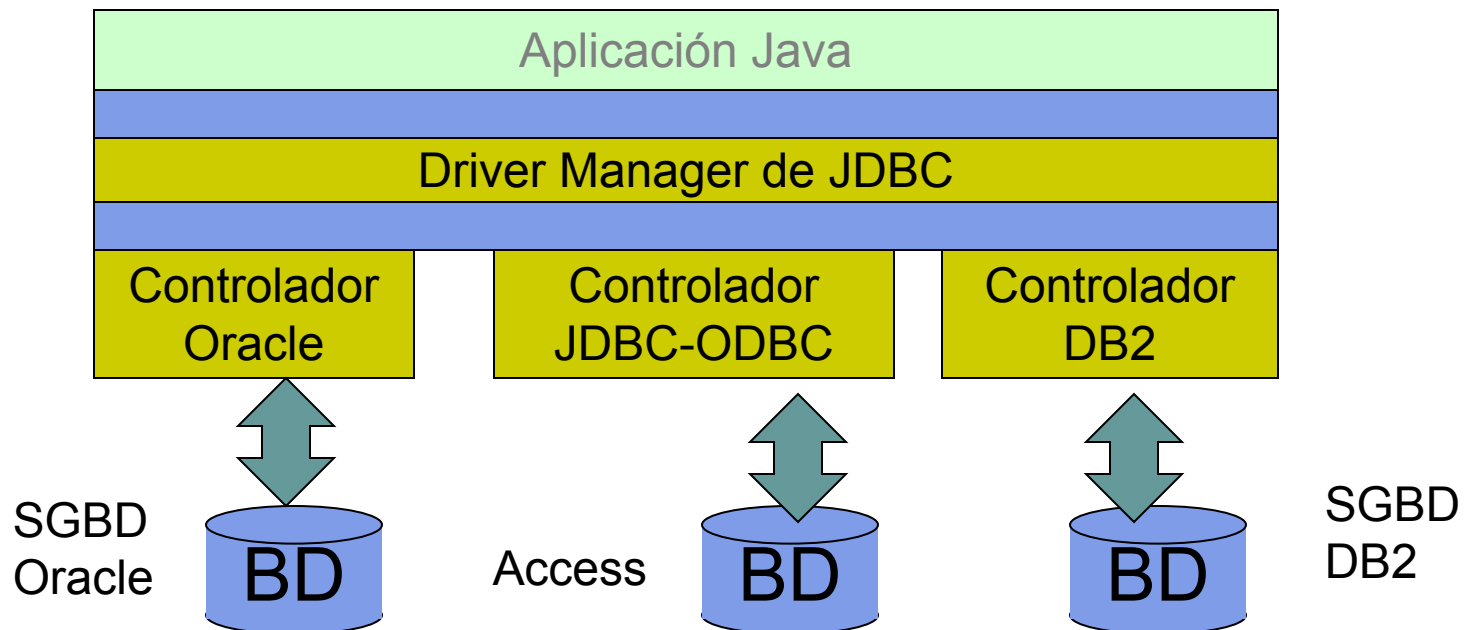 Aplicación Java
Driver Manager de JDBC
Controlador
Oracle
Controlador
JDBC-ODBC
Controlador
DB2
SGBD
Oracle
BD
Access
BD
BD
SGBD
DB2